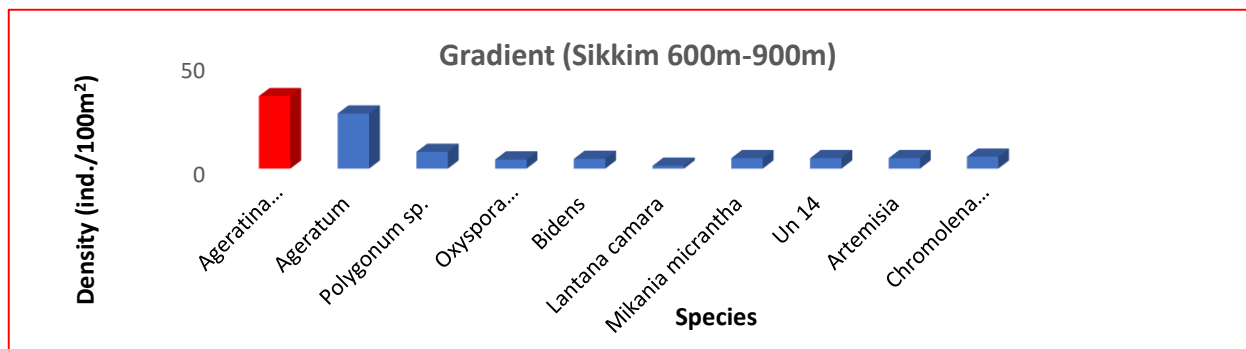 Gradient (Sikkim 600m-900m)
50
0
Density (ind./100m²)
Ageratina...
Ageratum
Polygonum sp.
Oxyspora...
Bidens
Lantana camara
Mikania micrantha
Un 14
Artemisia
Chromolena...
Species